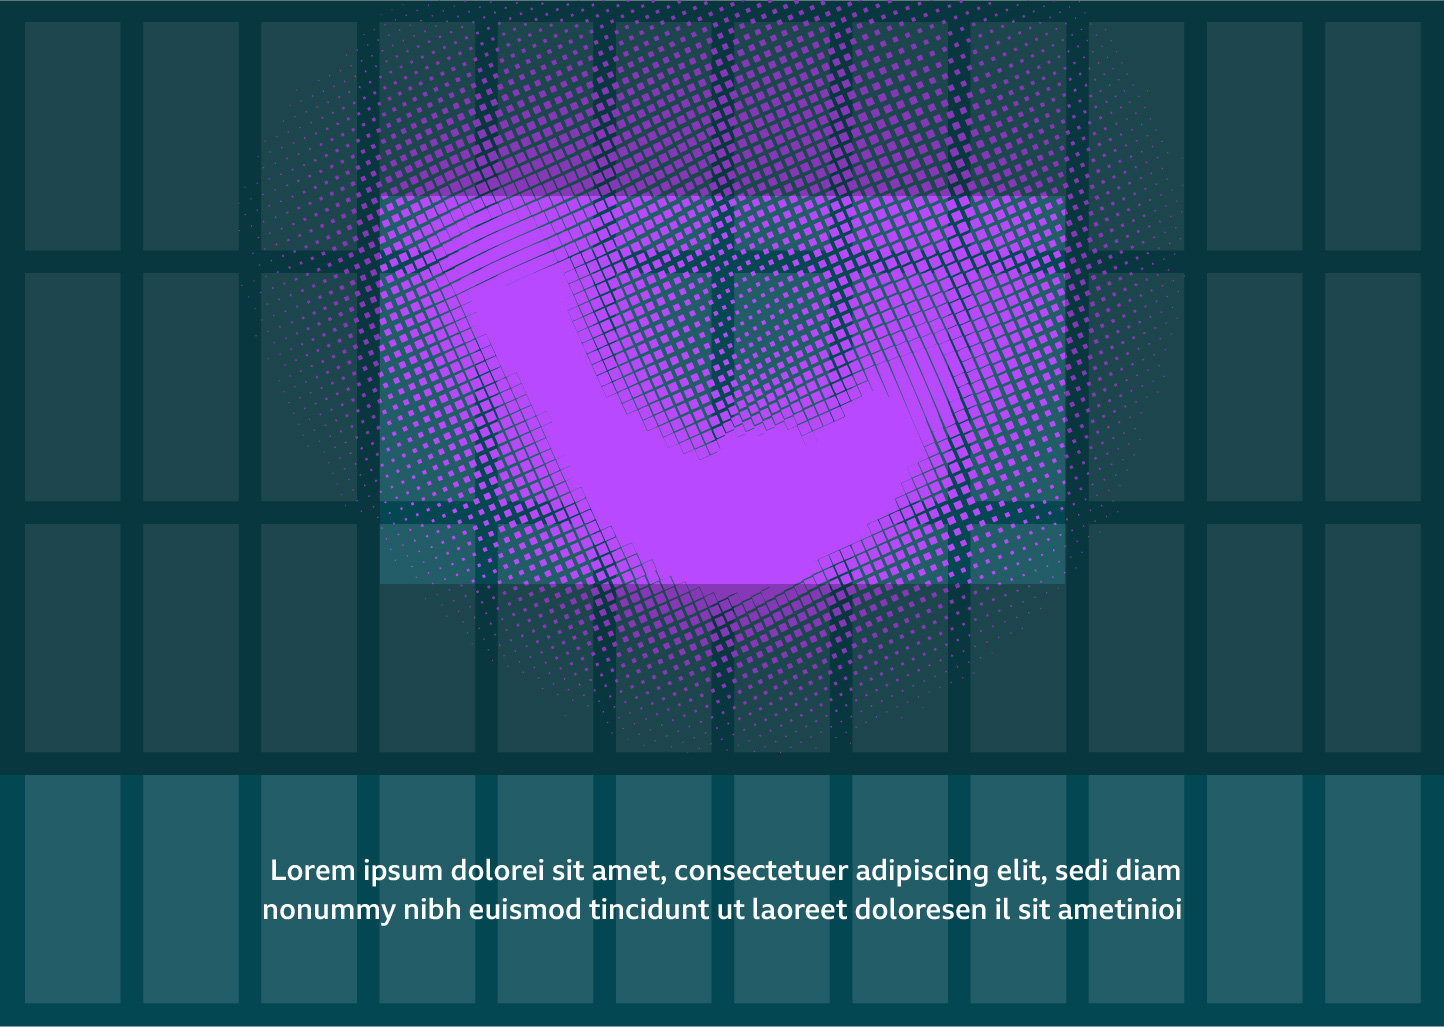 Lorem ipsum dolorei sit amet, consectetuer adipiscing elit, sedi diam
nonummy nibh euismod tincidunt ut laoreet doloresen il sit ametinioi